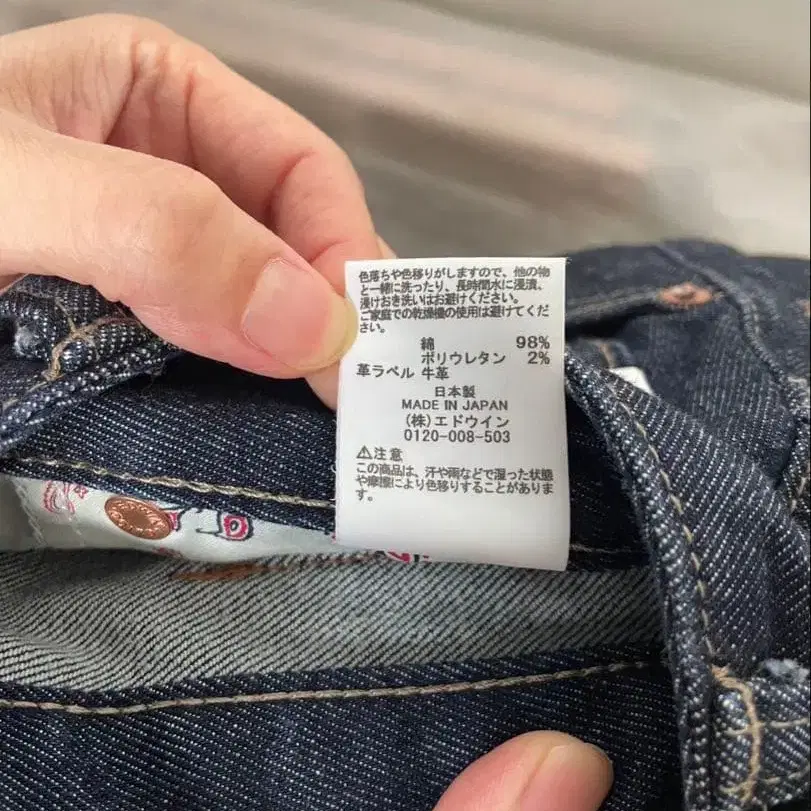 色落ちや色移りがしますので、他の物
と一緒に洗ったり、長時間水に浸漬、
浸けおき洗いはお避けください。
ご家庭での乾燥機の使用は避けてくだ
さい。
綿 98%
ポリウレタン 2%
革ラベル 牛革
日本製
MADE IN JAPAN
(株)エドウイン
0120-008-503
⚠注意
この商品は、汗や雨などで湿った状態
や摩擦により色移りすることがありま
す。